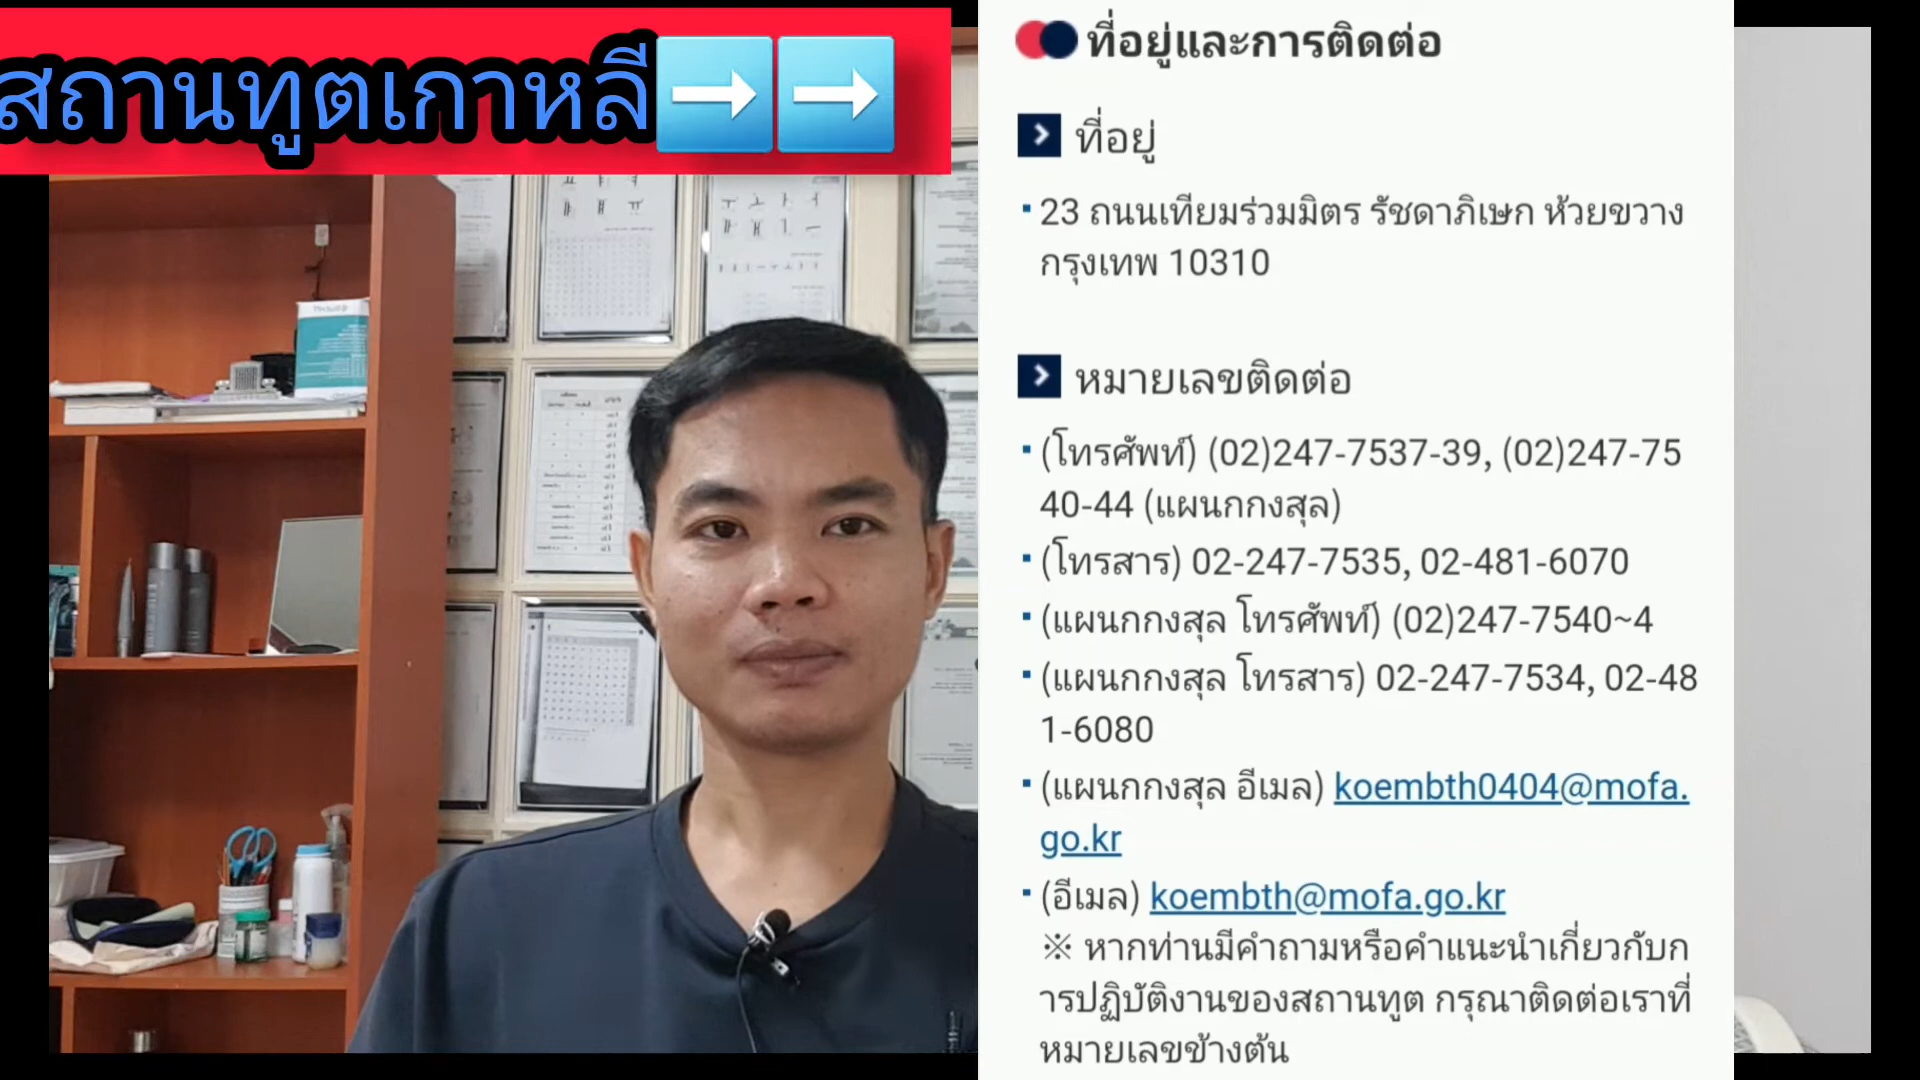 สถานทูตเกาหลี➡➡
ที่อยู่และการติดต่อ
ที่อยู่
23 ถนนเทียมร่วมมิตร รัชดาภิเษก ห้วยขวาง
กรุงเทพ 10310
หมายเลขติดต่อ
(โทรศัพท์) (02)247-7537-39, (02)247-75
40-44 (แผนกกงสุล)
(โทรสาร) 02-247-7535, 02-481-6070
(แผนกกงสุล โทรศัพท์) (02)247-7540~4
(แผนกกงสุล โทรสาร) 02-247-7534, 02-48
1-6080
(แผนกกงสุล อีเมล) koembth0404@mofa.
go.kr
(อีเมล) koembth@mofa.go.kr
※ หากท่านมีคำถามหรือคำแนะนำเกี่ยวกับก
ารปฏิบัติงานของสถานทูต กรุณาติดต่อเราที่
หมายเลขข้างต้น